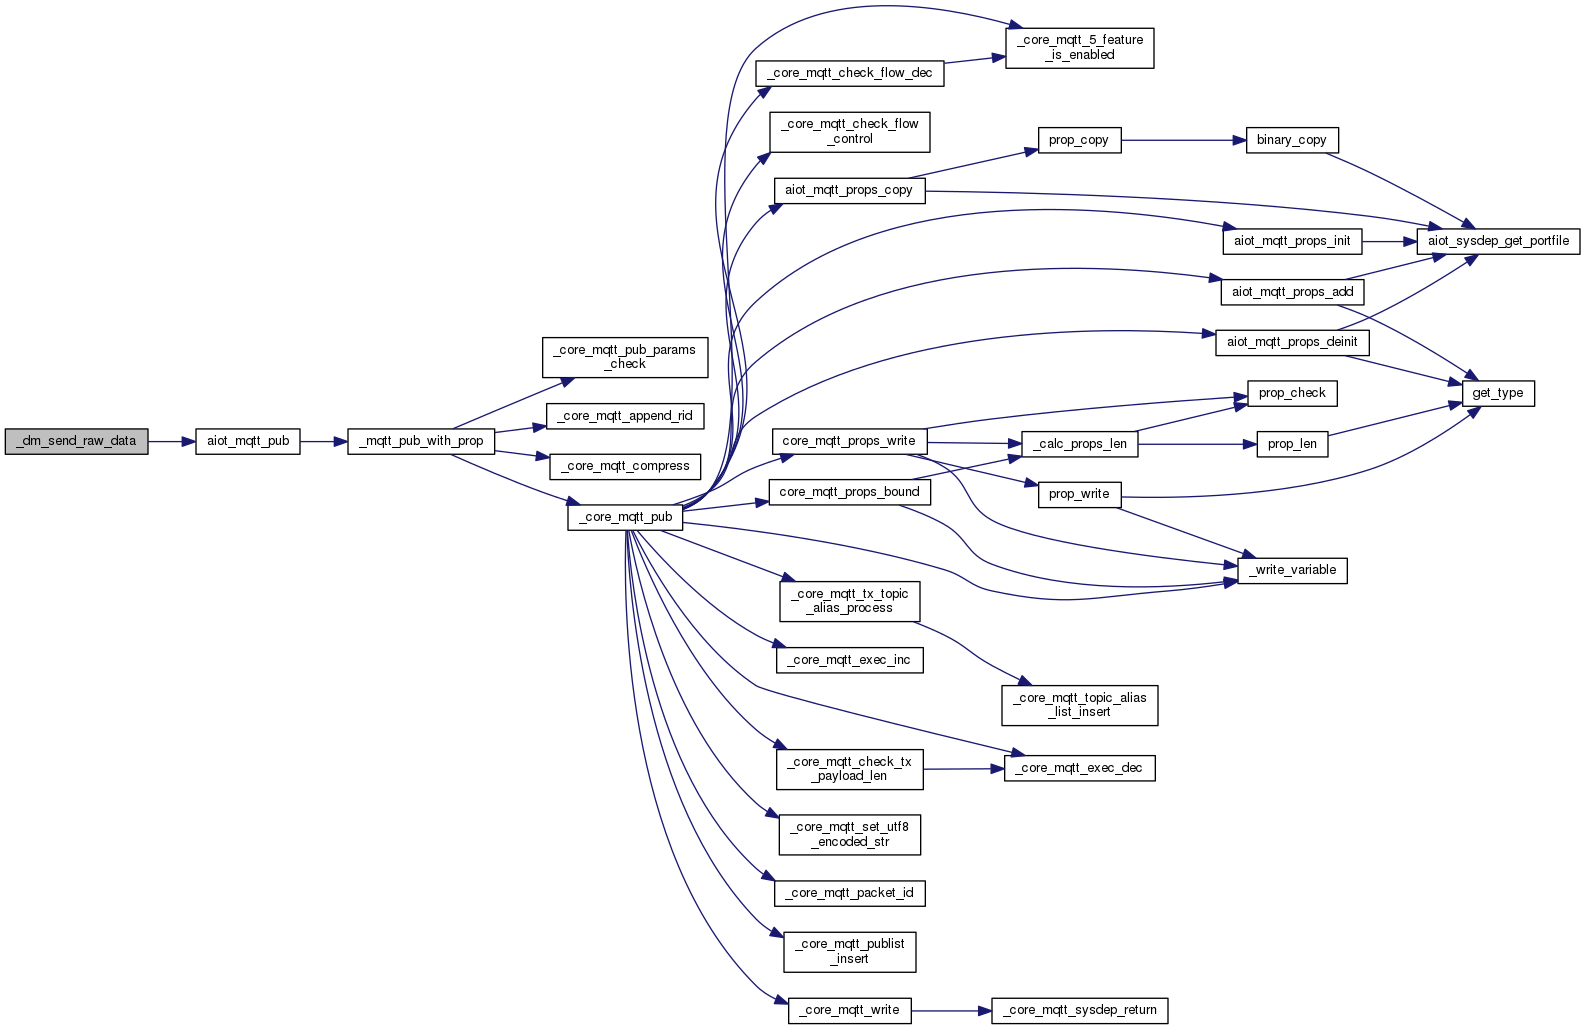 _dm_send_raw_data
aiot_mqtt_pub
_mqtt_pub_with_prop
_core_mqtt_pub_params
_check
_core_mqtt_append_rid
_core_mqtt_compress
_core_mqtt_pub
_core_mqtt_5_feature
_is_enabled
_core_mqtt_check_flow_dec
_core_mqtt_check_flow
_control
aiot_mqtt_props_copy
prop_copy
binary_copy
aiot_sysdep_get_portfile
aiot_mqtt_props_init
aiot_mqtt_props_add
aiot_mqtt_props_deinit
get_type
core_mqtt_props_write
prop_check
_calc_props_len
prop_len
core_mqtt_props_bound
prop_write
_write_variable
_core_mqtt_tx_topic
_alias_process
_core_mqtt_exec_inc
_core_mqtt_topic_alias
_list_insert
_core_mqtt_check_tx
_payload_len
_core_mqtt_exec_dec
_core_mqtt_set_utf8
_encoded_str
_core_mqtt_packet_id
_core_mqtt_publist
_insert
_core_mqtt_write
_core_mqtt_sysdep_return